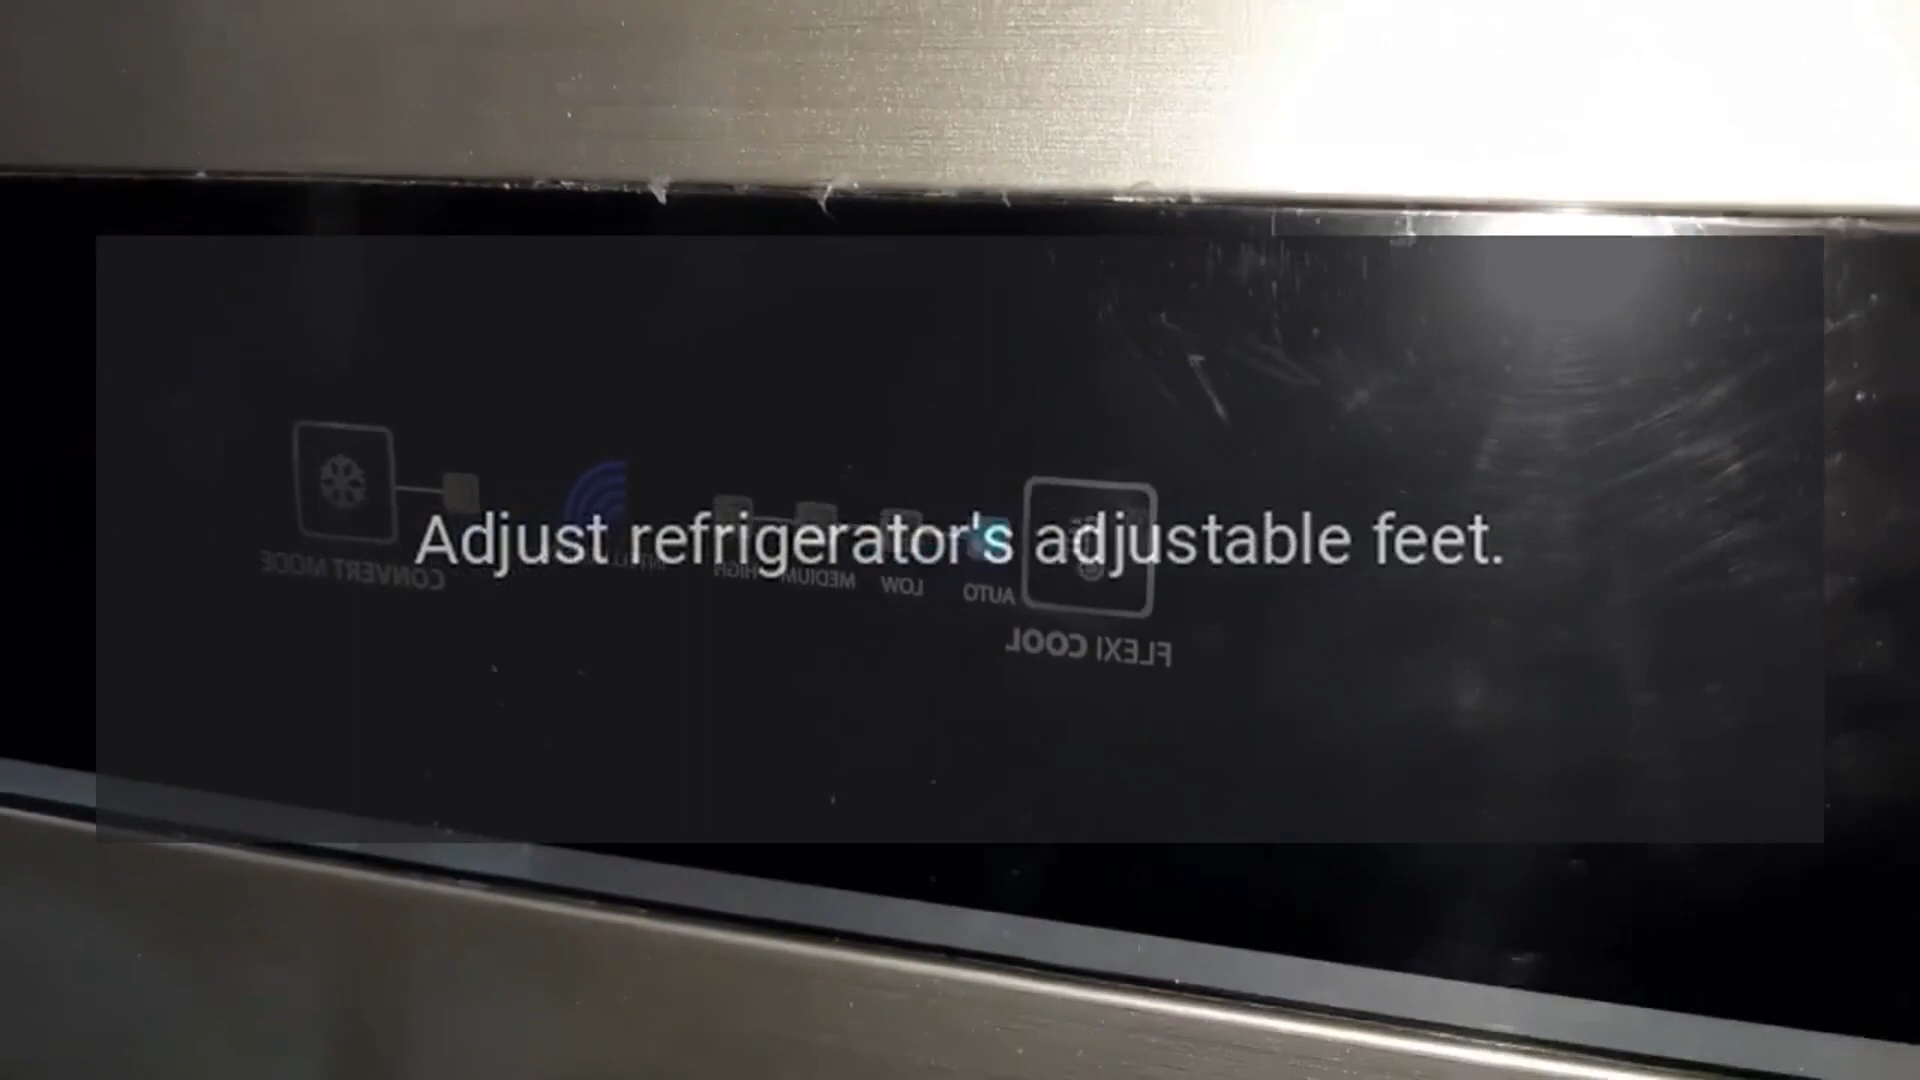 Adjust refrigerator's adjustable feet.
CONVERT MODE
HIGH MEDIUM LOW AUTO
FLEXI COOL